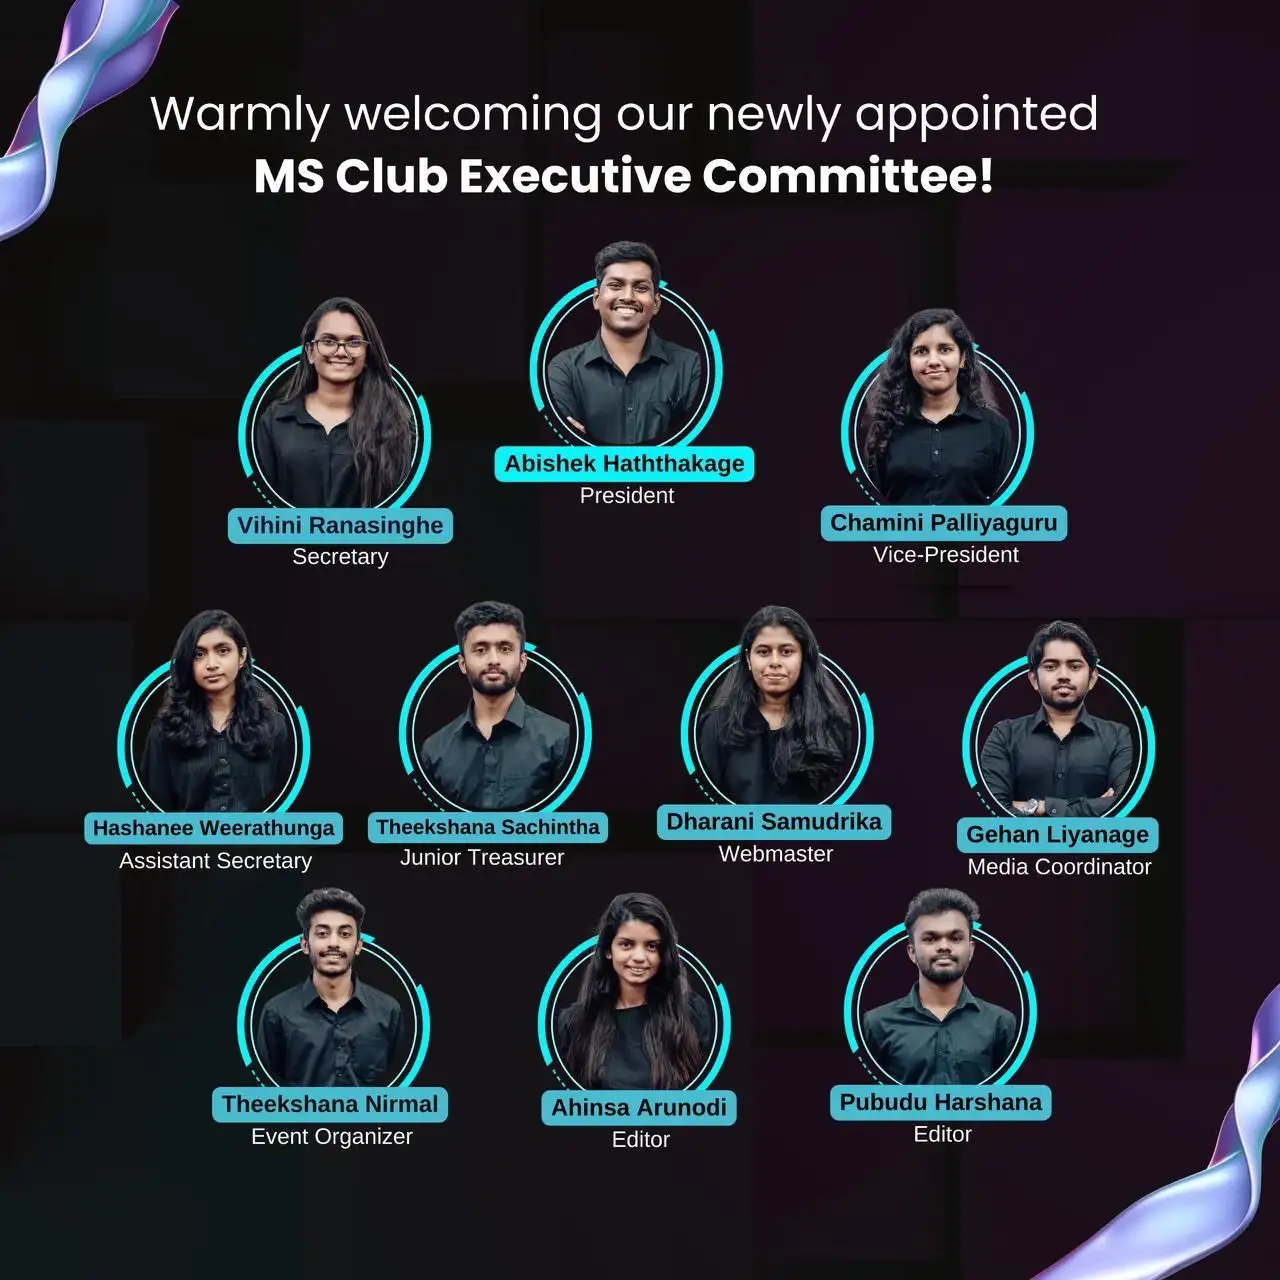 Warmly welcoming our newly appointed
MS Club Executive Committee!
Abishek Haththakage
President
Vihini Ranasinghe
Secretary
Chamini Palliyaguru
Vice-President
Hashanee Weerathunga
Assistant Secretary
Theekshana Sachintha
Junior Treasurer
Dharani Samudrika
Webmaster
Gehan Liyanage
Media Coordinator
Theekshana Nirmal
Event Organizer
Ahinsa Arunodi
Editor
Pubudu Harshana
Editor